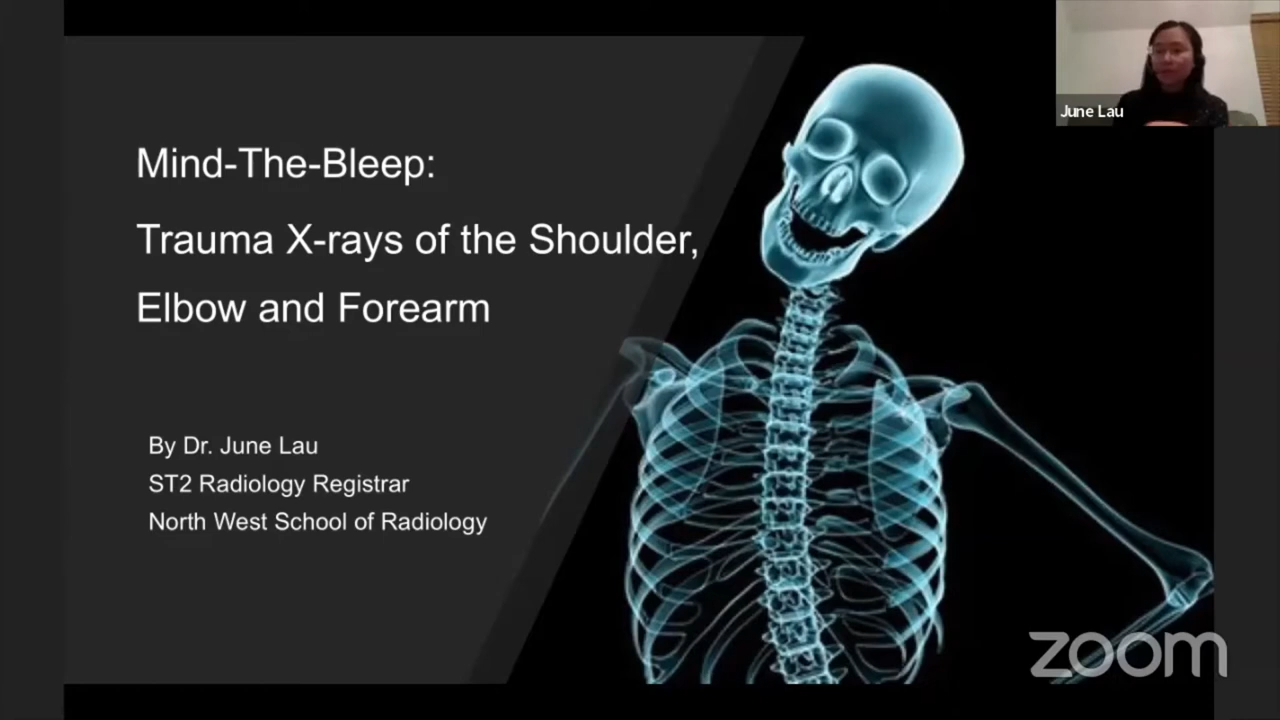 Mind-The-Bleep:
Trauma X-rays of the Shoulder,
Elbow and Forearm
By Dr. June Lau
ST2 Radiology Registrar
North West School of Radiology
June Lau
zoom